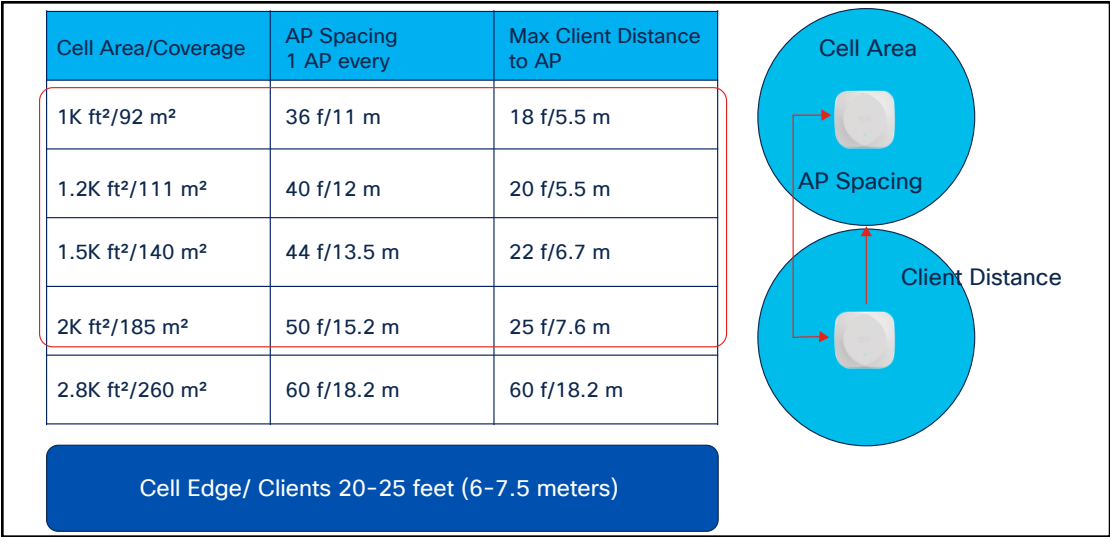 Cell Area/Coverage
AP Spacing
1 AP every
Max Client Distance
to AP
1K ft²/92 m²
36 f/11 m
18 f/5.5 m
1.2K ft²/111 m²
40 f/12 m
20 f/5.5 m
1.5K ft²/140 m²
44 f/13.5 m
22 f/6.7 m
2K ft²/185 m²
50 f/15.2 m
25 f/7.6 m
2.8K ft²/260 m²
60 f/18.2 m
60 f/18.2 m
Cell Edge/ Clients 20-25 feet (6-7.5 meters)
Cell Area
AP Spacing
Client Distance